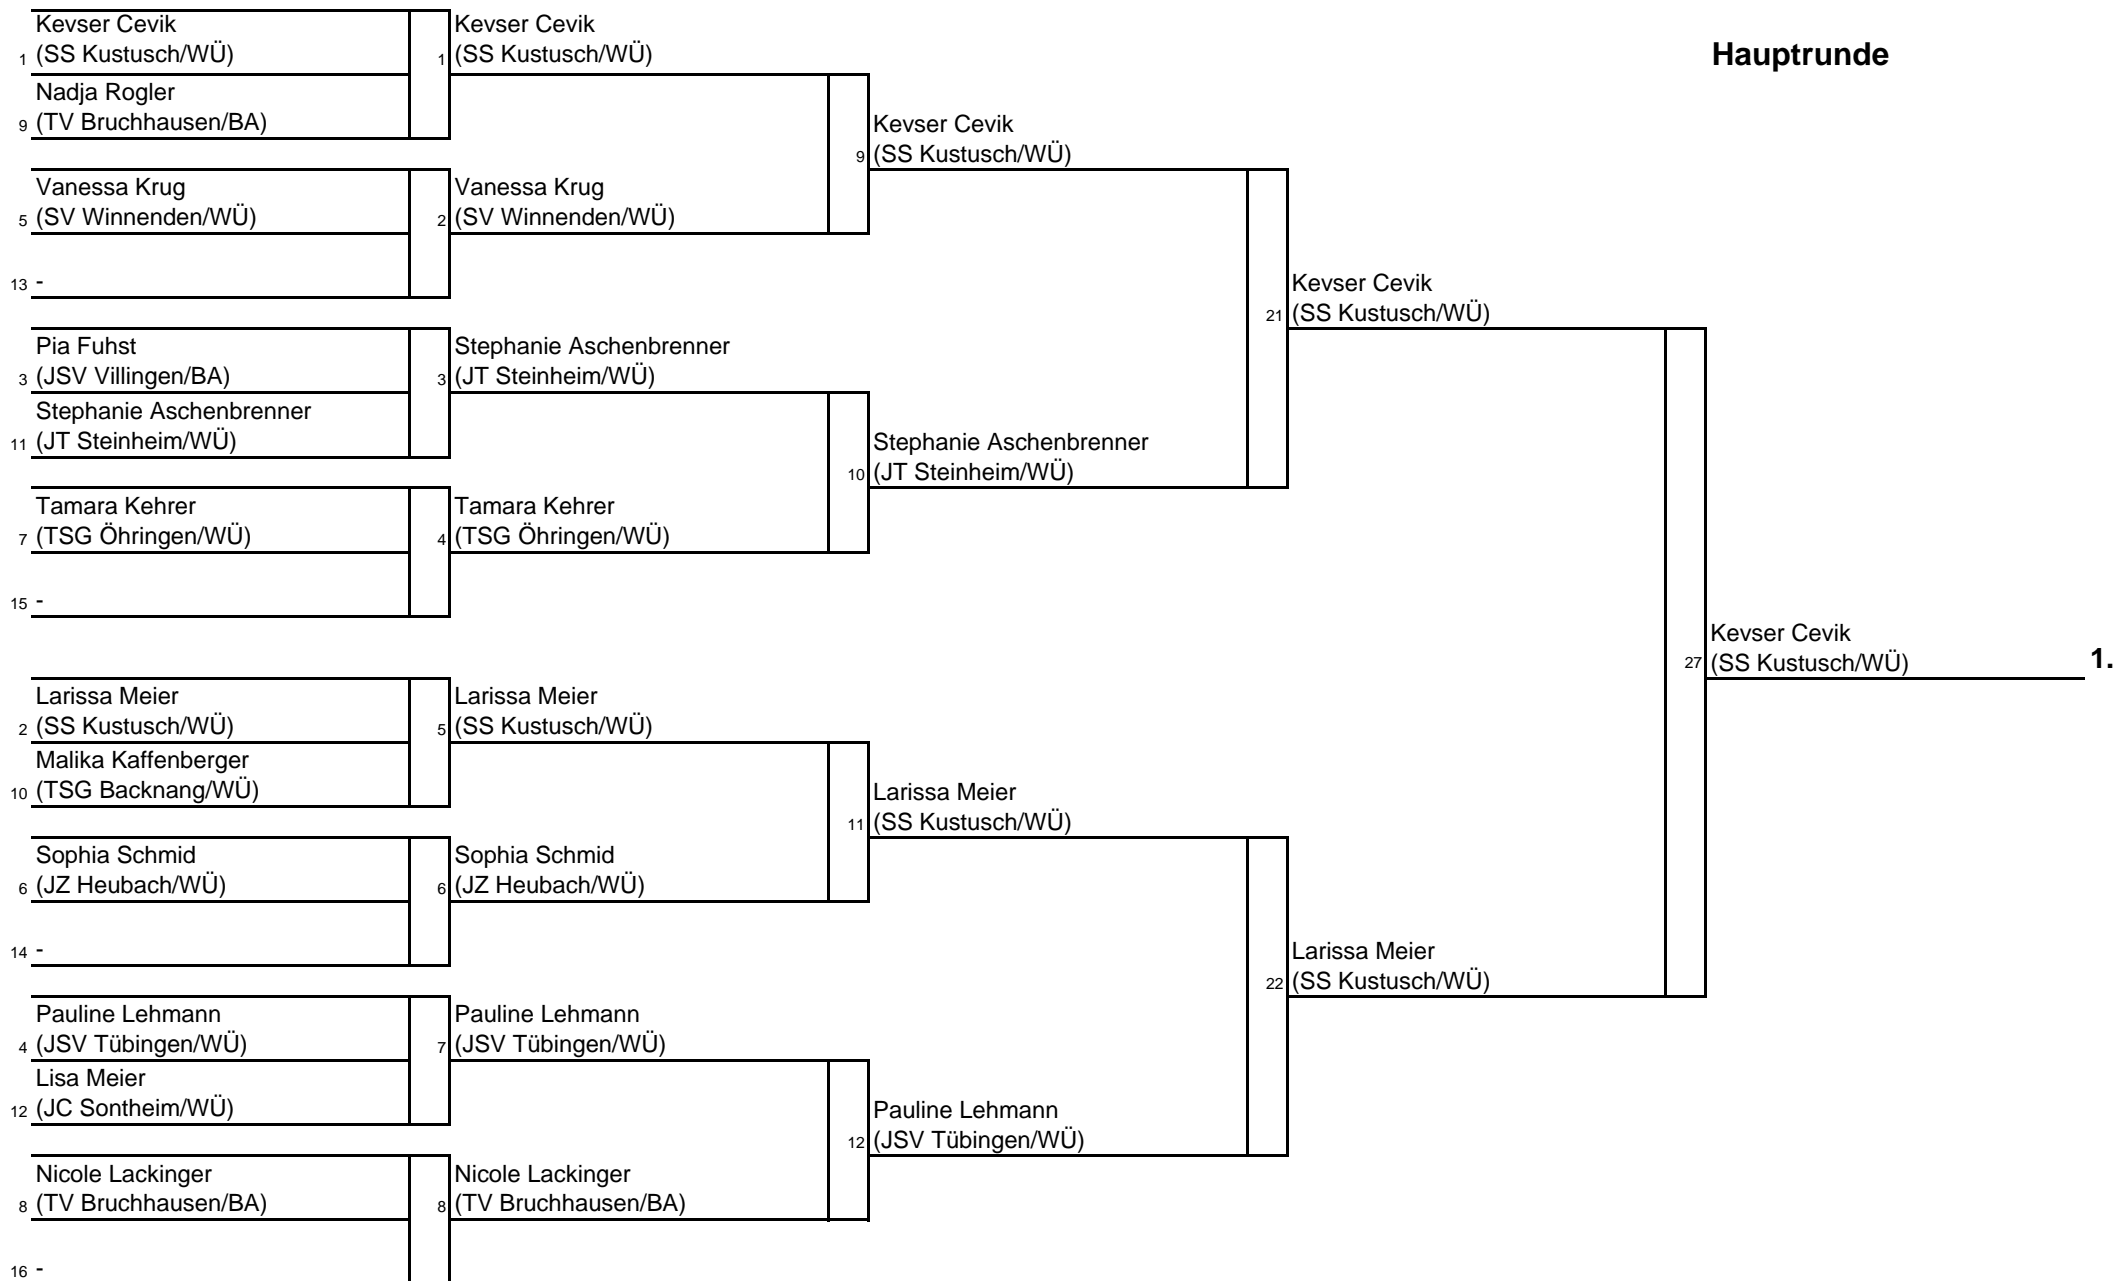 Hauptrunde
Kevser Cevik
1 (SS Kustusch/WÜ)
Nadja Rogler
9 (TV Bruchhausen/BA)
Vanessa Krug
5 (SV Winnenden/WÜ)
13 -
Pia Fuhst
3 (JSV Villingen/BA)
Stephanie Aschenbrenner
11 (JT Steinheim/WÜ)
Tamara Kehrer
7 (TSG Öhringen/WÜ)
15 -
Larissa Meier
2 (SS Kustusch/WÜ)
Malika Kaffenberger
10 (TSG Backnang/WÜ)
Sophia Schmid
6 (JZ Heubach/WÜ)
14 -
Pauline Lehmann
4 (JSV Tübingen/WÜ)
Lisa Meier
12 (JC Sontheim/WÜ)
Nicole Lackinger
8 (TV Bruchhausen/BA)
16 -
Kevser Cevik
1 (SS Kustusch/WÜ)
Vanessa Krug
2 (SV Winnenden/WÜ)
Stephanie Aschenbrenner
3 (JT Steinheim/WÜ)
Tamara Kehrer
4 (TSG Öhringen/WÜ)
Larissa Meier
5 (SS Kustusch/WÜ)
Sophia Schmid
6 (JZ Heubach/WÜ)
Pauline Lehmann
7 (JSV Tübingen/WÜ)
Nicole Lackinger
8 (TV Bruchhausen/BA)
Kevser Cevik
9 (SS Kustusch/WÜ)
Stephanie Aschenbrenner
10 (JT Steinheim/WÜ)
Larissa Meier
11 (SS Kustusch/WÜ)
Pauline Lehmann
12 (JSV Tübingen/WÜ)
Kevser Cevik
21 (SS Kustusch/WÜ)
Larissa Meier
22 (SS Kustusch/WÜ)
Kevser Cevik
27 (SS Kustusch/WÜ) 1.